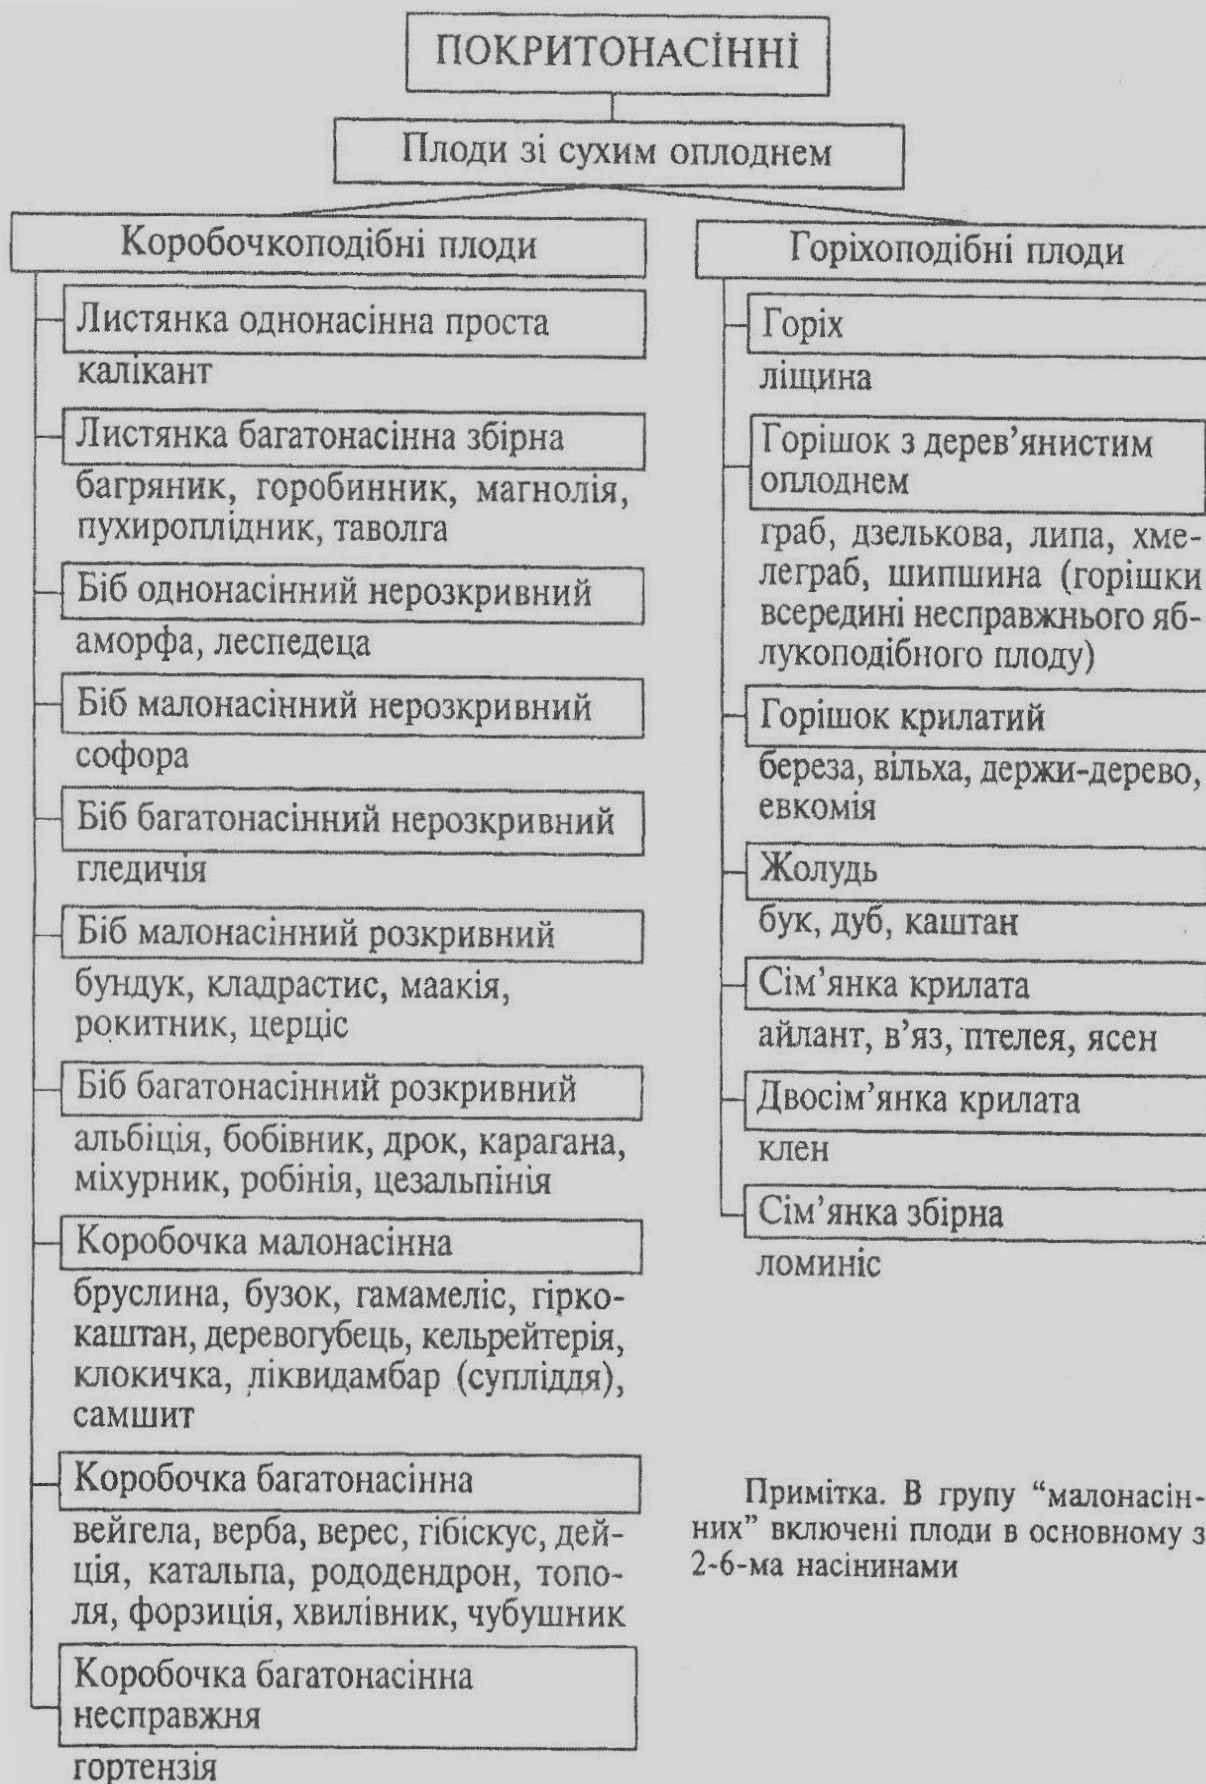 ПОКРИТОНАСІННІ
Плоди зі сухим оплоднем
Коробочкоподібні плоди
Листянка однонасінна проста
калікант
Листянка багатонасінна збірна
багряник, горобинник, магнолія,
пухироплідник, таволга
Біб однонасінний нерозкривний
аморфа, леспедеца
Біб малонасінний нерозкривний
софора
Біб багатонасінний нерозкривний
гледичія
Біб малонасінний розкривний
бундук, кладрастис, маакія,
рокитник, церціс
Біб багатонасінний розкривний
альбіція, бобівник, дрок, карагана,
міхурник, робінія, цезальпінія
Коробочка малонасінна
бруслина, бузок, гамамеліс, гірко-
каштан, деревогубець, кельрейтерія,
клокичка, ліквидамбар (супліддя),
самшит
Коробочка багатонасінна
вейгела, верба, верес, гібіскус, дей-
ція, катальпа, рододендрон, топо-
ля, форзиція, хвилівник, чубушник
Коробочка багатонасінна
несправжня
гортензія
Горіхоподібні плоди
Горіх
ліщина
Горішок з дерев’янистим
оплоднем
граб, дзелькова, липа, хме-
леграб, шипшина (горішки
всередині несправжнього яб-
лукоподібного плоду)
Горішок крилатий
береза, вільха, держи-дерево,
евкомія
Жолудь
бук, дуб, каштан
Сім’янка крилата
айлант, в’яз, птелея, ясен
Двосім’янка крилата
клен
Сім’янка збірна
ломиніс
Примітка. В групу “малонасін-
них” включені плоди в основному з
2-6-ма насінинами